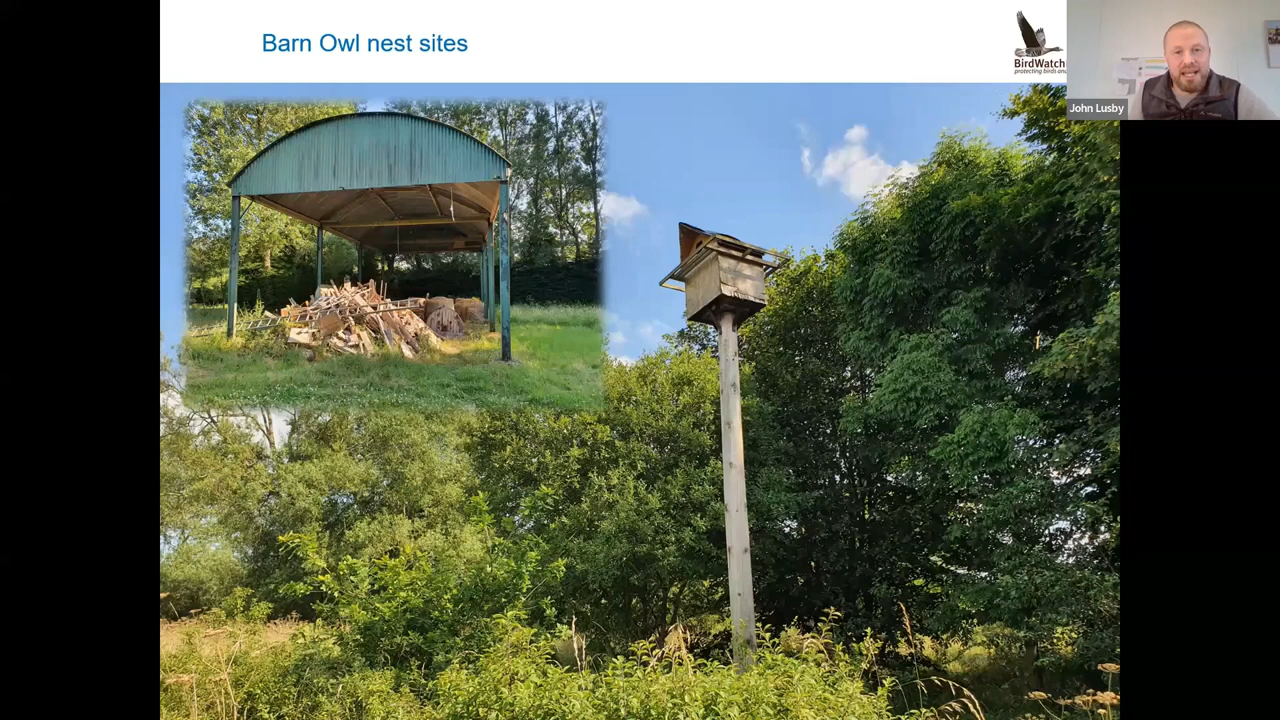 Barn Owl nest sites
BirdWatch
protecting birds and
John Lusby